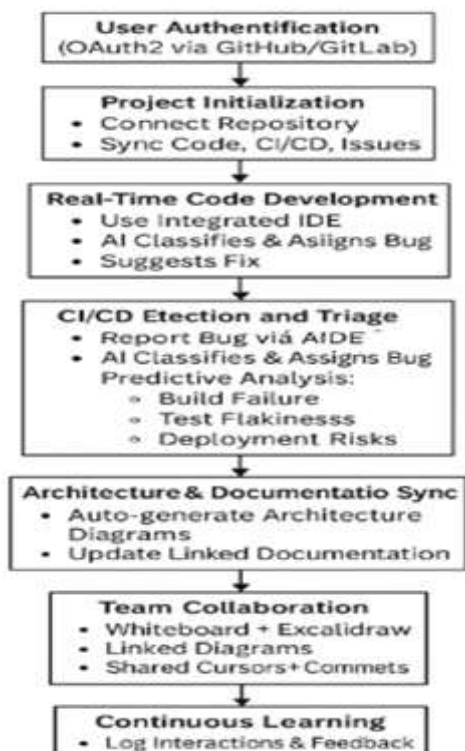 User Authentification
(OAuth2 via GitHub/GitLab)
Project Initialization
• Connect Repository
• Sync Code, CI/CD, Issues
Real-Time Code Development
• Use Integrated IDE
• AI Classifies & Asiigns Bug
• Suggests Fix
CI/CD Etection and Triage
• Report Bug viá AIDE
• AI Classifies & Assigns Bug
Predictive Analysis:
◦ Build Failure
◦ Test Flakinesss
◦ Deployment Risks
Architecture & Documentatio Sync
• Auto-generate Architecture
Diagrams
• Update Linked Documentation
Team Collaboration
• Whiteboard + Excalidraw
• Linked Diagrams
• Shared Cursors+Commets
Continuous Learning
• Log Interactions & Feedback